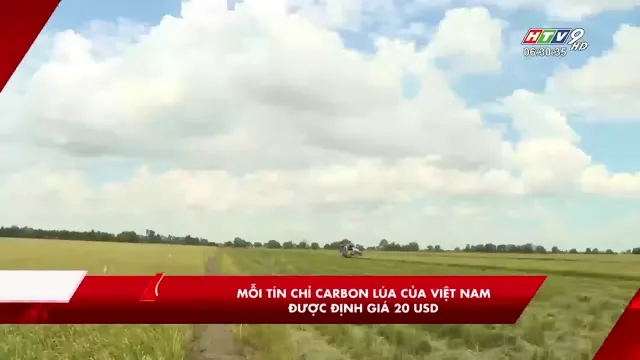 HTV9 HD
06:30:35
MỖI TÍN CHỈ CARBON LÚA CỦA VIỆT NAM
ĐƯỢC ĐỊNH GIÁ 20 USD